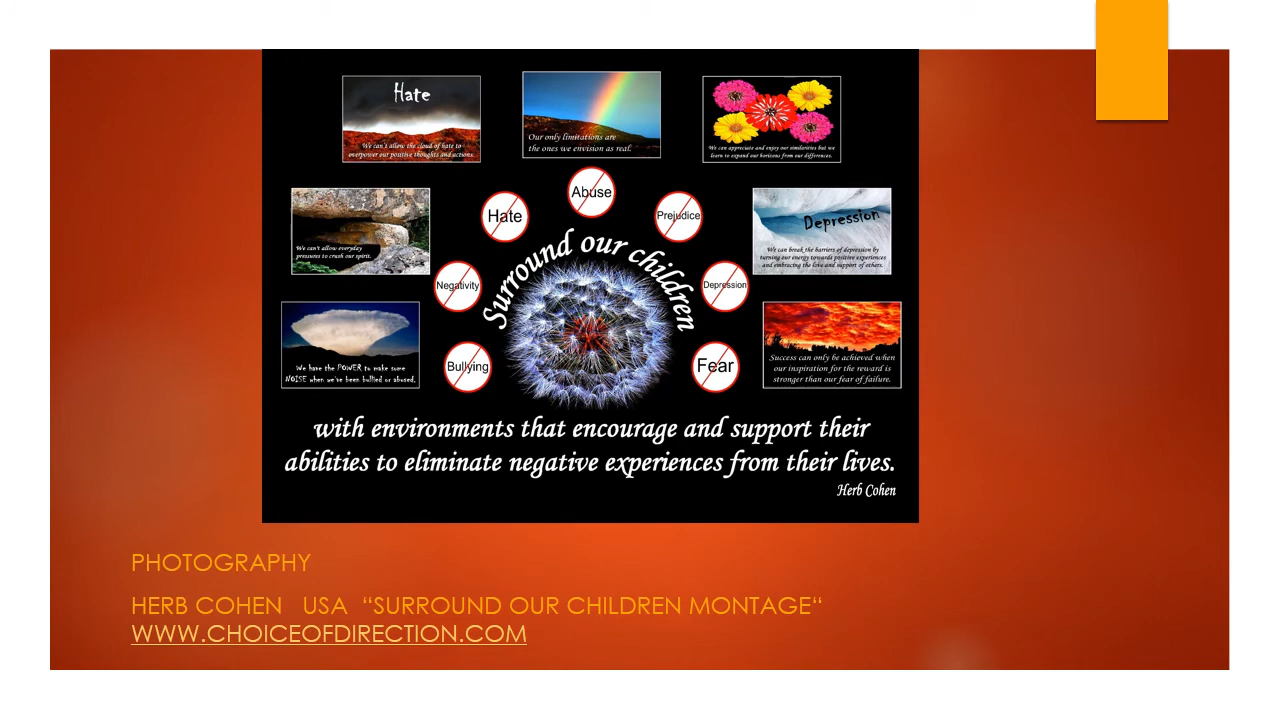 Hate
We can't allow the cloud of hate to
overpower our positive thoughts and actions.
Our only limitations are
the ones we envision as real.
We can appreciate and enjoy our similarities but we
learn to expand our horizons from our differences.
We can't allow everyday
pressures to crush our spirit.
Hate
Abuse
Prejudice
Depression
We can break the barriers of depression by
turning our energy towards positive experiences
and embracing the love and support of others.
Negativity
Surround our children
Depression
We have the POWER to make some
NOISE when we've been bullied or abused.
Bullying
Fear
Success can only be achieved when
our inspiration for the reward is
stronger than our fear of failure.
with environments that encourage and support their
abilities to eliminate negative experiences from their lives.
Herb Cohen
PHOTOGRAPHY
HERB COHEN USA “SURROUND OUR CHILDREN MONTAGE“
WWW.CHOICEOFDIRECTION.COM